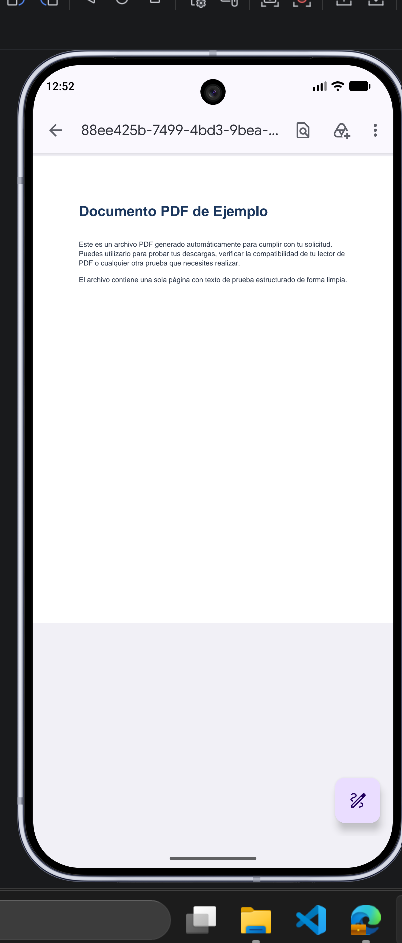 12:52
88ee425b-7499-4bd3-9bea-...
Documento PDF de Ejemplo
Este es un archivo PDF generado automáticamente para cumplir con tu solicitud.
Puedes utilizarlo para probar tus descargas, verificar la compatibilidad de tu lector de
PDF o cualquier otra prueba que necesites realizar.
El archivo contiene una sola página con texto de prueba estructurado de forma limpia.